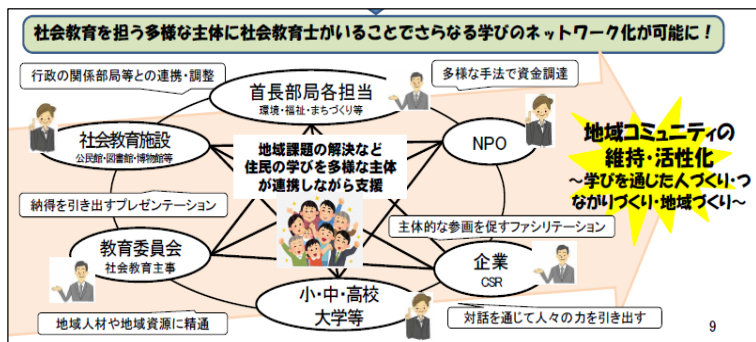 社会教育を担う多様な主体に社会教育士がいることでさらなる学びのネットワーク化が可能に！
行政の関係部局等との連携・調整
首長部局各担当
環境・福祉・まちづくり等
多様な手法で資金調達
社会教育施設
公民館・図書館・博物館等
地域課題の解決など
住民の学びを多様な主体
が連携しながら支援
NPO
地域コミュニティの
維持・活性化
～学びを通じた人づくり・つ
ながりづくり・地域づくり～
納得を引き出すプレゼンテーション
主体的な参画を促すファシリテーション
教育委員会
社会教育主事
企業
CSR
小・中・高校
大学等
地域人材や地域資源に精通
対話を通じて人々の力を引き出す
9